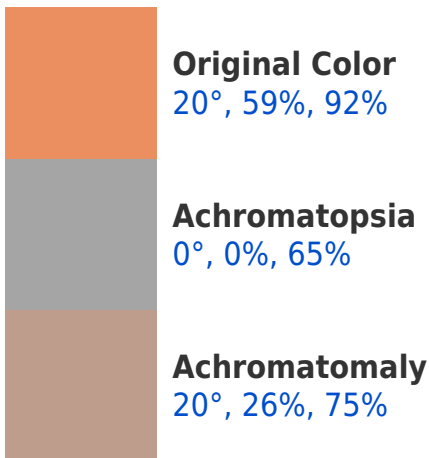 Original Color
20°, 59%, 92%
Achromatopsia
0°, 0%, 65%
Achromatomaly
20°, 26%, 75%